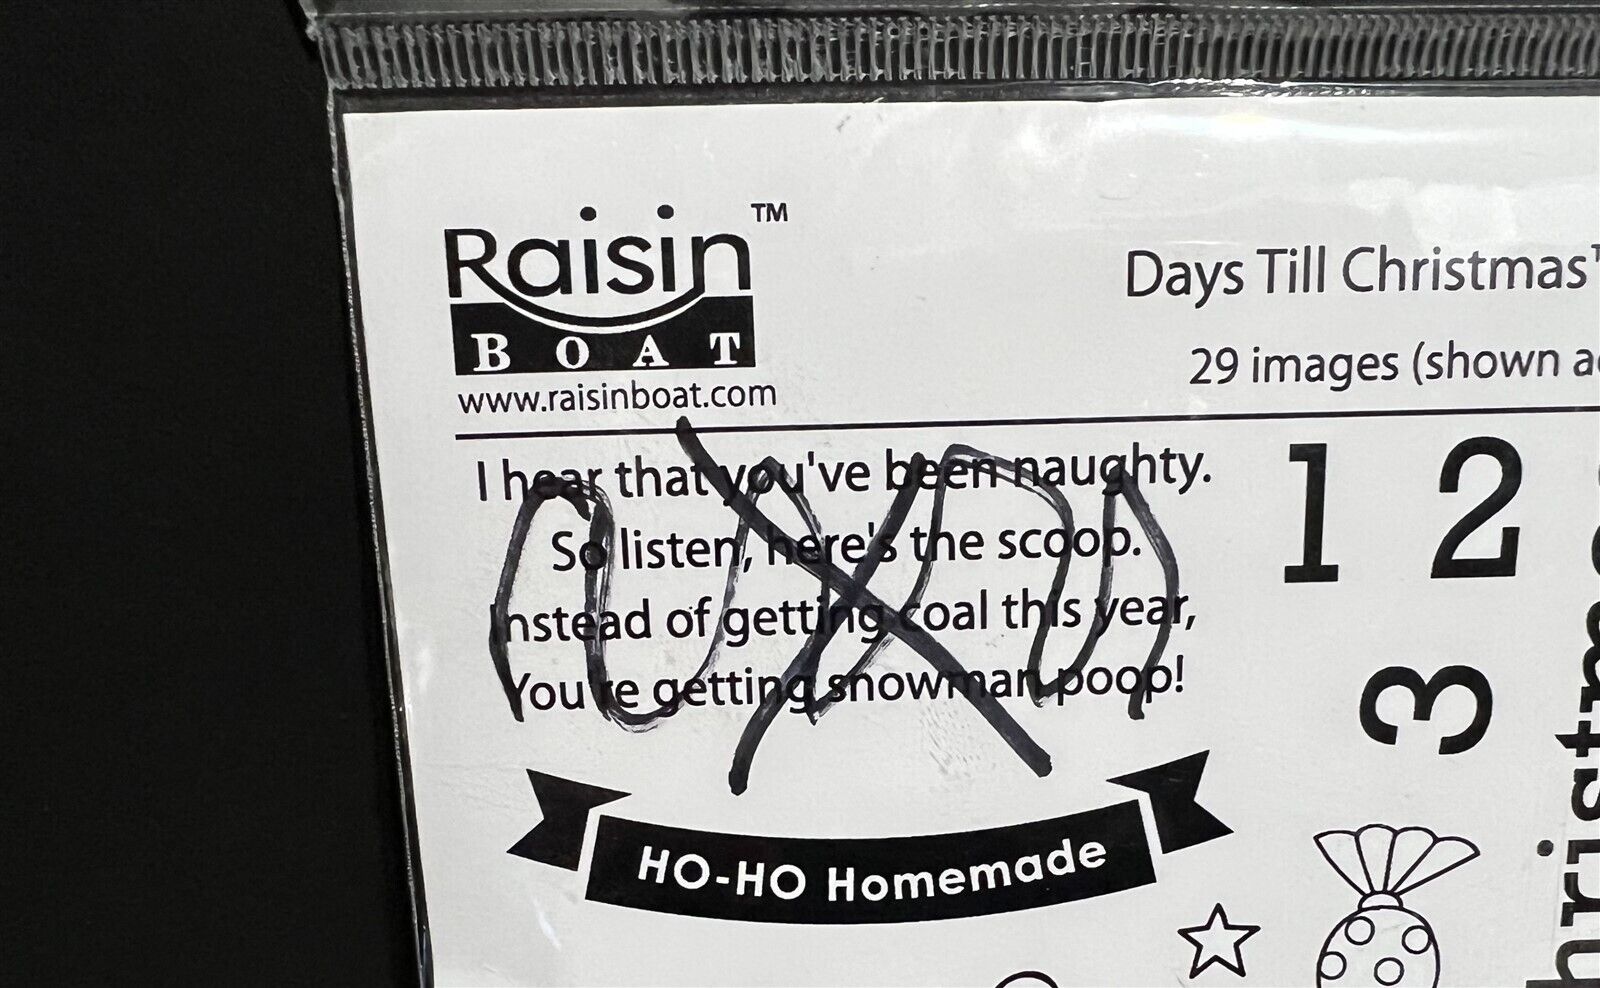 Raisin™
BOAT
www.raisinboat.com
Days Till Christmas
29 images (shown
I hear that you've been naughty.
So listen, here's the scoop.
Instead of getting coal this year,
You're getting snowman poop!
1 2
3
HO-HO Homemade